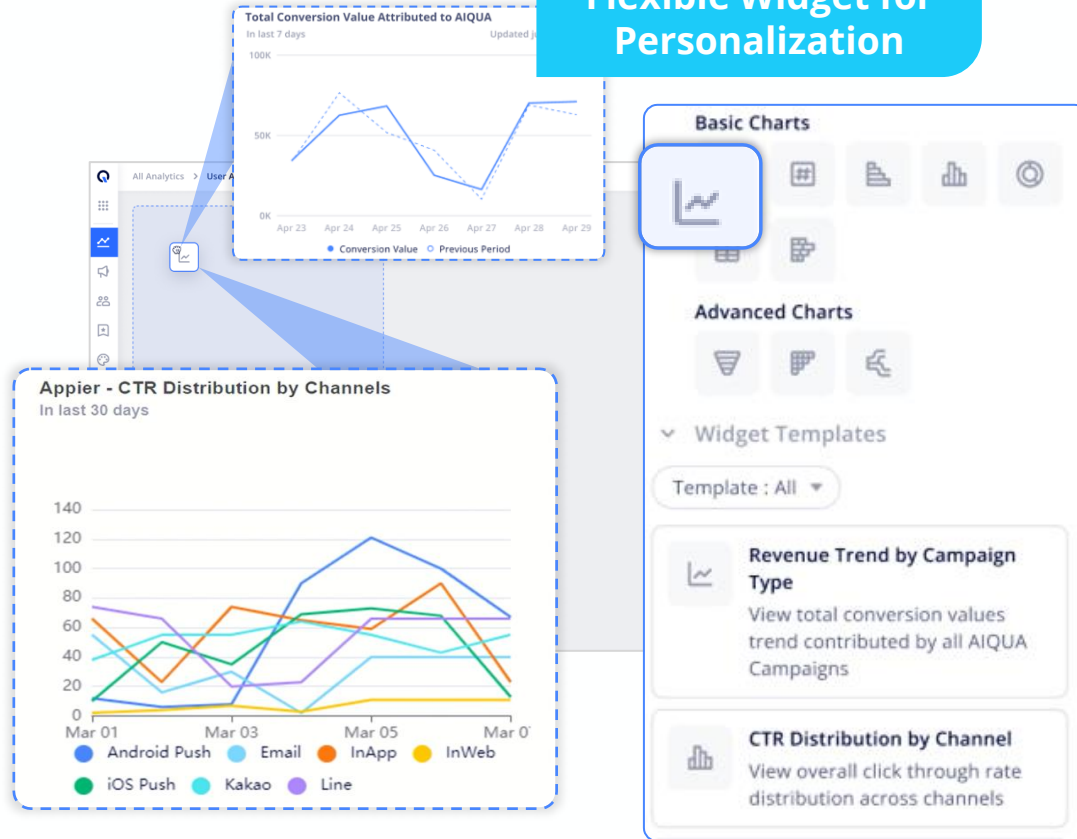 Flexible Widget for
Personalization
Total Conversion Value Attributed to AIQUA
In last 7 days
Updated
100K
50K
0K
Apr 23 Apr 24 Apr 25 Apr 26 Apr 27 Apr 28 Apr 29
Conversion Value Previous Period
All Analytics > User
Basic Charts
#
Advanced Charts
Widget Templates
Template : All
Revenue Trend by Campaign
Type
View total conversion values
trend contributed by all AIQUA
Campaigns
CTR Distribution by Channel
View overall click through rate
distribution across channels
Appier - CTR Distribution by Channels
In last 30 days
140
120
100
80
60
40
20
0
Mar 01 Mar 03 Mar 05 Mar 0
Android Push Email InApp InWeb
iOS Push Kakao Line